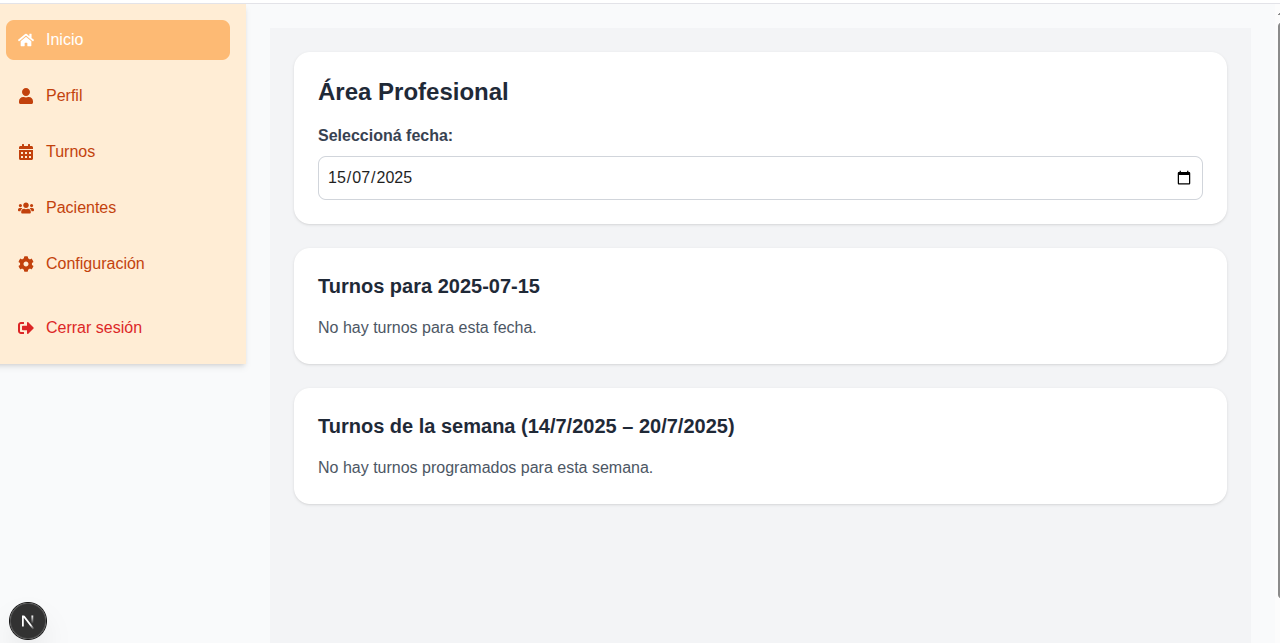 Inicio
Perfil
Turnos
Pacientes
Configuración
Cerrar sesión
Área Profesional
Seleccioná fecha:
15/07/2025
Turnos para 2025-07-15
No hay turnos para esta fecha.
Turnos de la semana (14/7/2025 – 20/7/2025)
No hay turnos programados para esta semana.
N